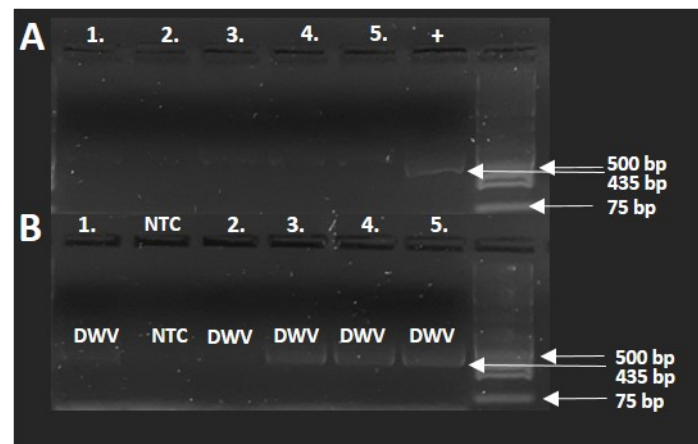 A 1. 2. 3. 4. 5. +
500 bp
435 bp
75 bp
B 1. NTC 2. 3. 4. 5.
DWV NTC DWV DWV DWV DWV
500 bp
435 bp
75 bp